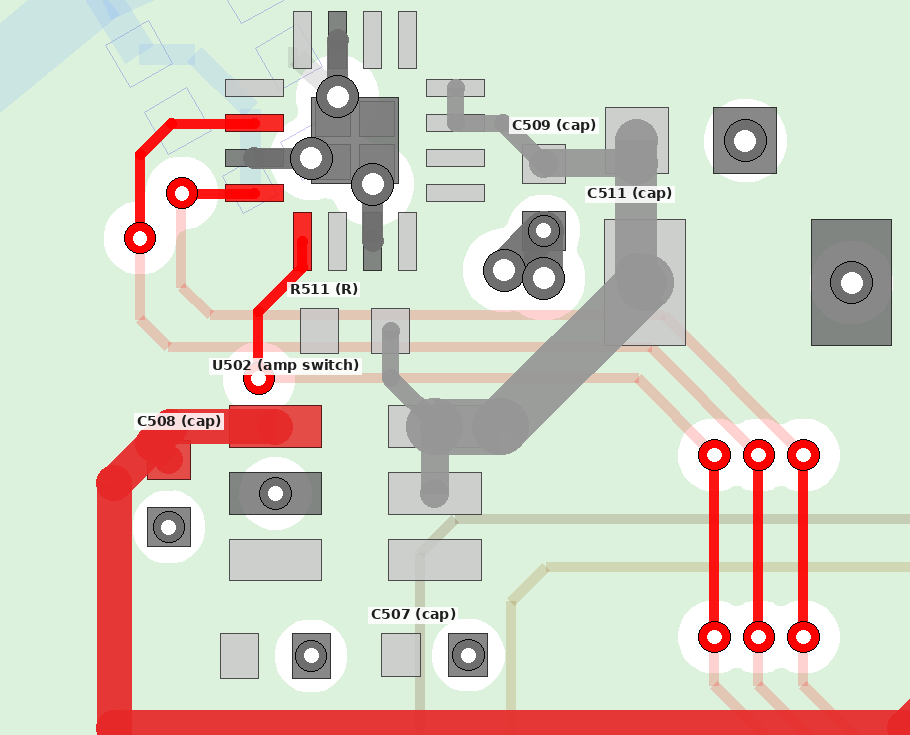 C509 (cap)
C511 (cap)
R511 (R)
U502 (amp switch)
C508 (cap)
C507 (cap)